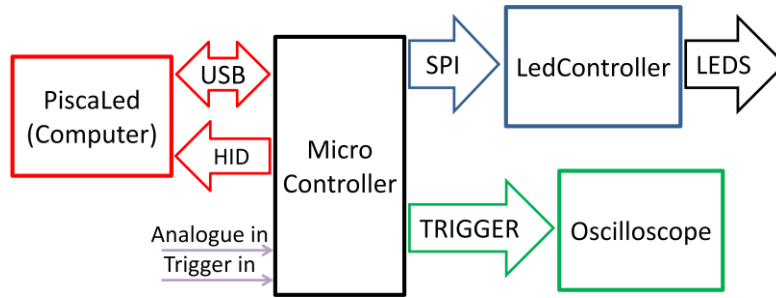 PiscaLed
(Computer)
USB
HID
Analogue in
Trigger in
Micro
Controller
SPI
LedController
LEDS
TRIGGER
Oscilloscope